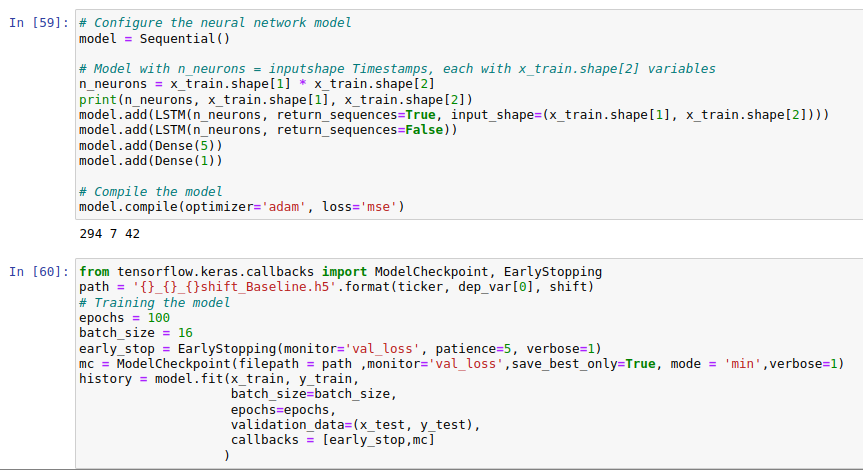 In [59]: # Configure the neural network model
model = Sequential()
# Model with n_neurons = inputshape Timestamps, each with x_train.shape[2] variables
n_neurons = x_train.shape[1] * x_train.shape[2]
print(n_neurons, x_train.shape[1], x_train.shape[2])
model.add(LSTM(n_neurons, return_sequences=True, input_shape=(x_train.shape[1], x_train.shape[2])))
model.add(LSTM(n_neurons, return_sequences=False))
model.add(Dense(5))
model.add(Dense(1))
# Compile the model
model.compile(optimizer='adam', loss='mse')
294 7 42
In [60]: from tensorflow.keras.callbacks import ModelCheckpoint, EarlyStopping
path = '{}_{}_{}shift_Baseline.h5'.format(ticker, dep_var[0], shift)
# Training the model
epochs = 100
batch_size = 16
early_stop = EarlyStopping(monitor='val_loss', patience=5, verbose=1)
mc = ModelCheckpoint(filepath = path ,monitor='val_loss',save_best_only=True, mode = 'min',verbose=1)
history = model.fit(x_train, y_train,
batch_size=batch_size,
epochs=epochs,
validation_data=(x_test, y_test),
callbacks = [early_stop,mc]
)